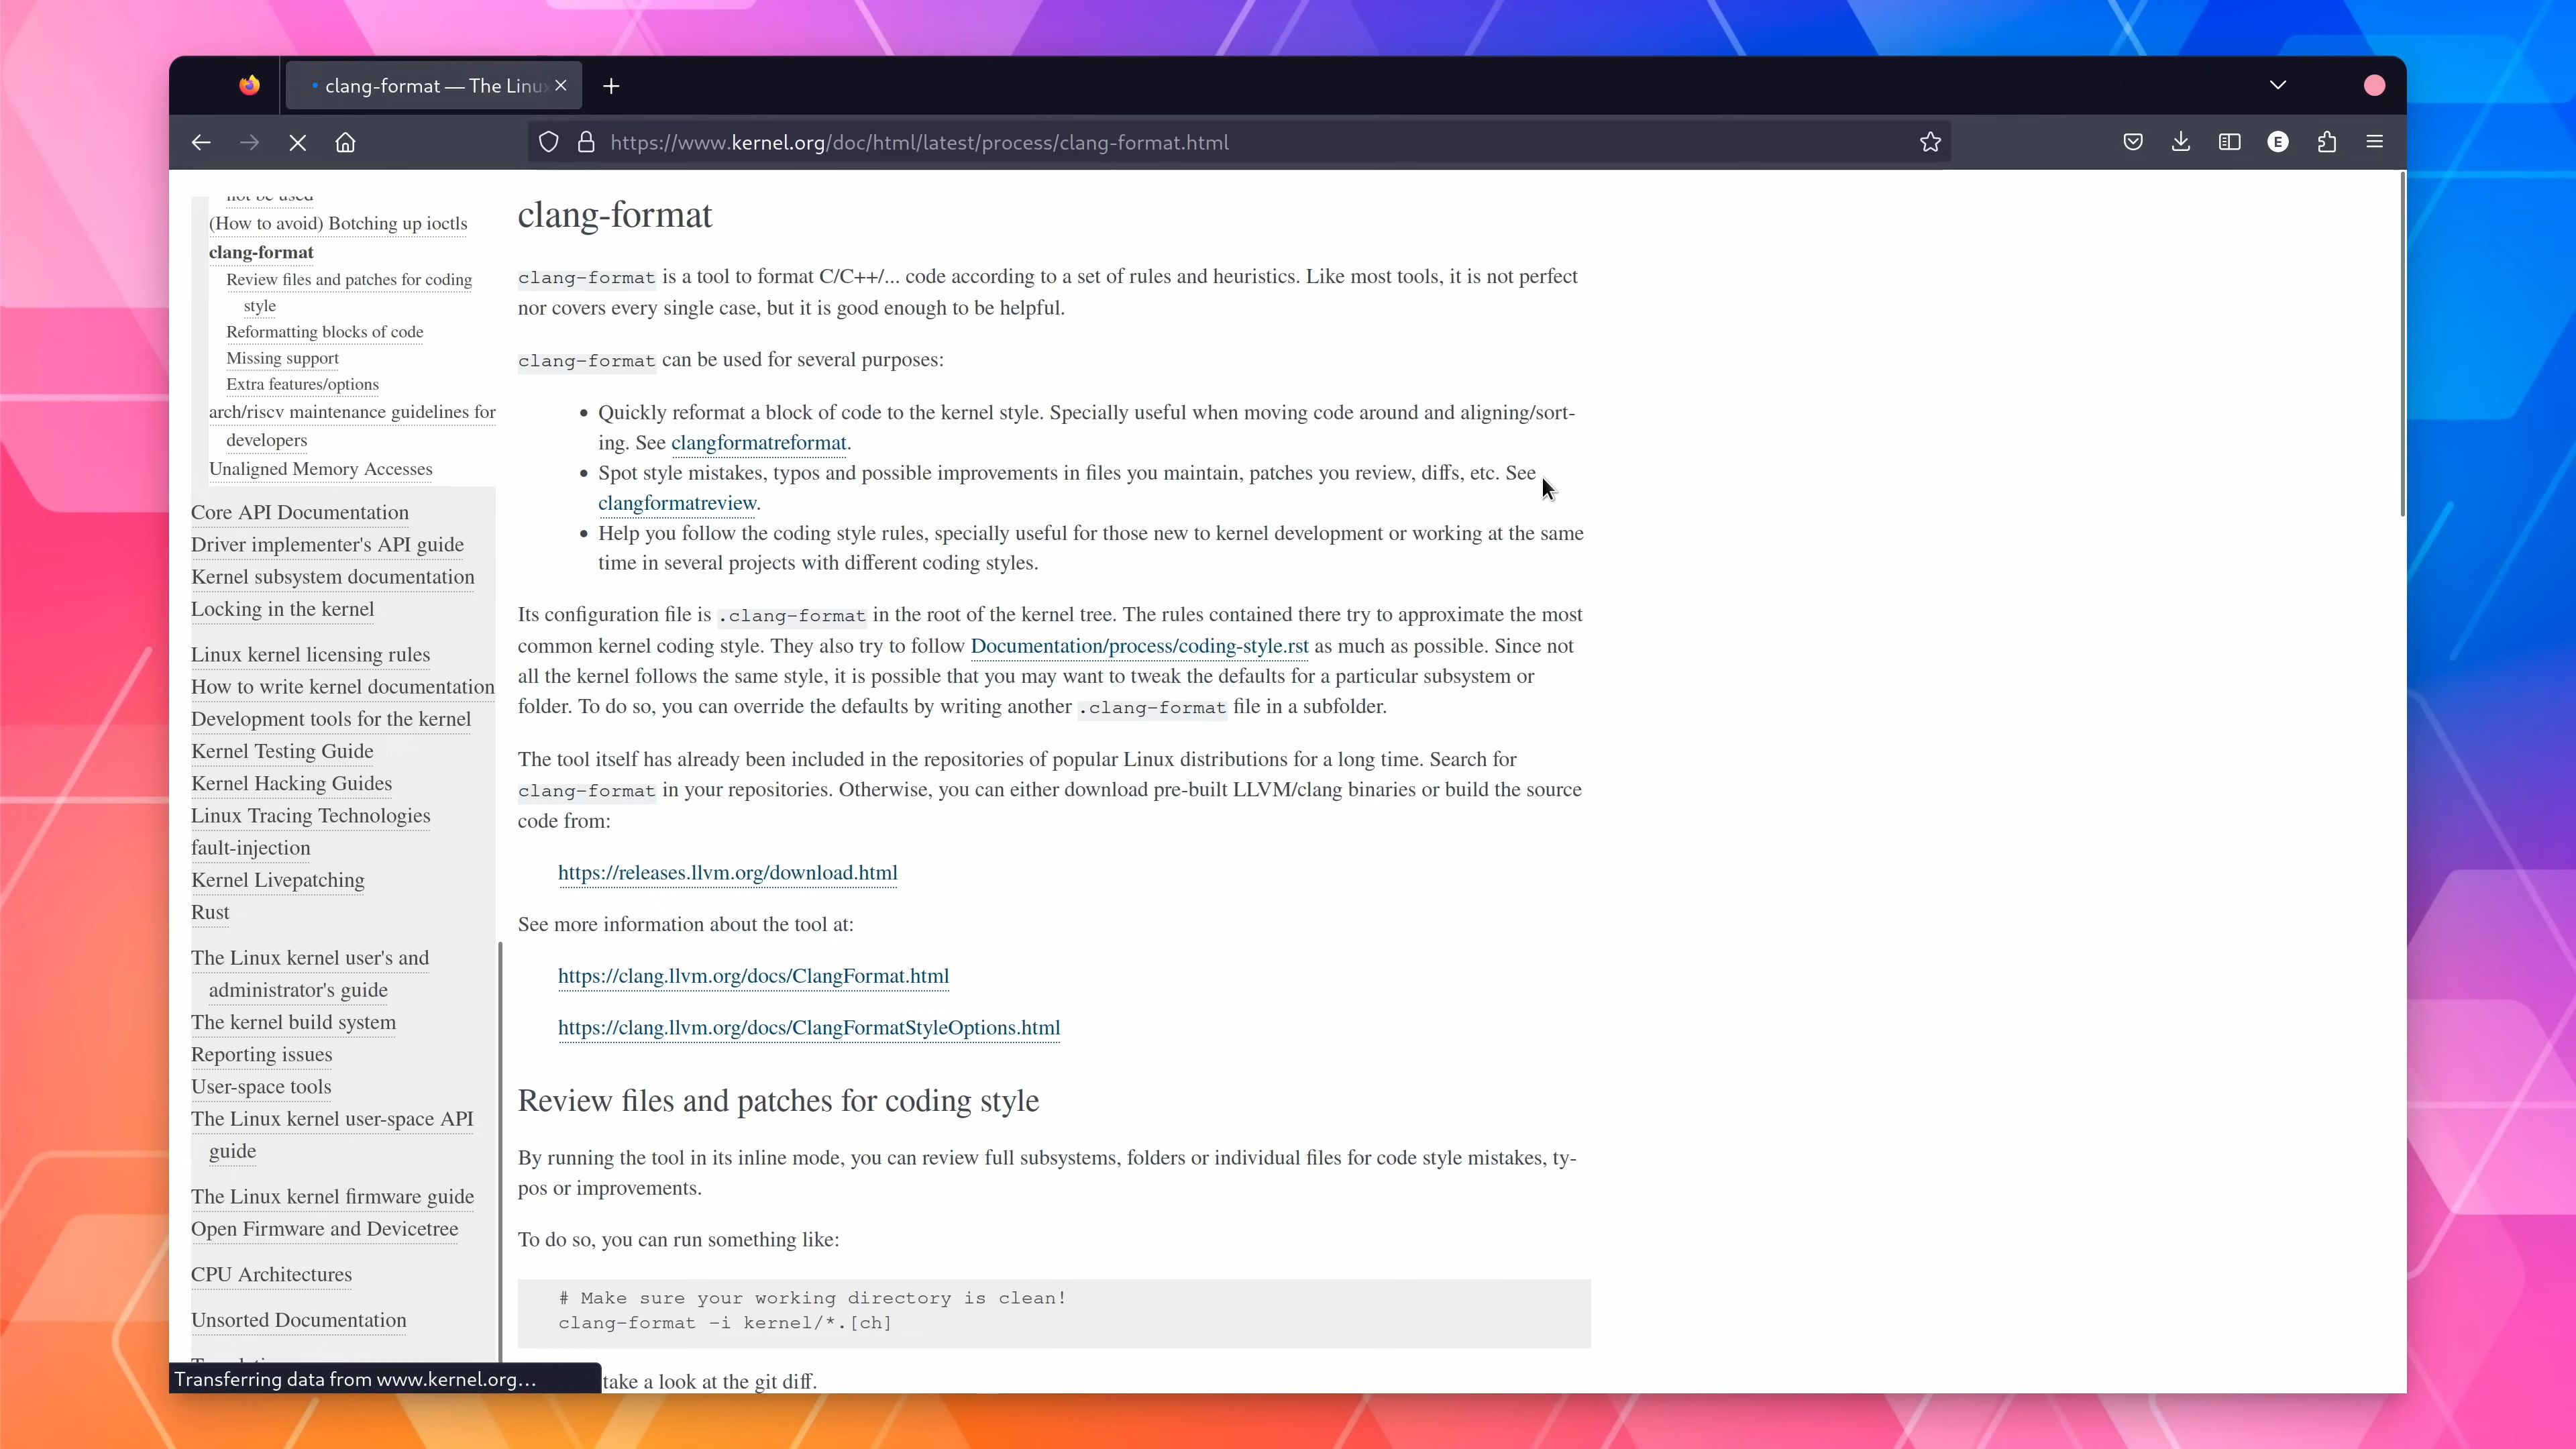 clang-format — The Linux
https://www.kernel.org/doc/html/latest/process/clang-format.html
E
not be used
(How to avoid) Botching up ioctls
clang-format
Review files and patches for coding
style
Reformatting blocks of code
Missing support
Extra features/options
arch/riscv maintenance guidelines for
developers
Unaligned Memory Accesses
Core API Documentation
Driver implementer's API guide
Kernel subsystem documentation
Locking in the kernel
Linux kernel licensing rules
How to write kernel documentation
Development tools for the kernel
Kernel Testing Guide
Kernel Hacking Guides
Linux Tracing Technologies
fault-injection
Kernel Livepatching
Rust
The Linux kernel user's and
administrator's guide
The kernel build system
Reporting issues
User-space tools
The Linux kernel user-space API
guide
The Linux kernel firmware guide
Open Firmware and Devicetree
CPU Architectures
Unsorted Documentation
Transferring data from www.kernel.org…
clang-format
clang-format is a tool to format C/C++/... code according to a set of rules and heuristics. Like most tools, it is not perfect
nor covers every single case, but it is good enough to be helpful.
clang-format can be used for several purposes:
• Quickly reformat a block of code to the kernel style. Specially useful when moving code around and aligning/sort-
ing. See clangformatreformat.
• Spot style mistakes, typos and possible improvements in files you maintain, patches you review, diffs, etc. See
clangformatreview.
• Help you follow the coding style rules, specially useful for those new to kernel development or working at the same
time in several projects with different coding styles.
Its configuration file is .clang-format in the root of the kernel tree. The rules contained there try to approximate the most
common kernel coding style. They also try to follow Documentation/process/coding-style.rst as much as possible. Since not
all the kernel follows the same style, it is possible that you may want to tweak the defaults for a particular subsystem or
folder. To do so, you can override the defaults by writing another .clang-format file in a subfolder.
The tool itself has already been included in the repositories of popular Linux distributions for a long time. Search for
clang-format in your repositories. Otherwise, you can either download pre-built LLVM/clang binaries or build the source
code from:
https://releases.llvm.org/download.html
See more information about the tool at:
https://clang.llvm.org/docs/ClangFormat.html
https://clang.llvm.org/docs/ClangFormatStyleOptions.html
Review files and patches for coding style
By running the tool in its inline mode, you can review full subsystems, folders or individual files for code style mistakes, ty-
pos or improvements.
To do so, you can run something like:
# Make sure your working directory is clean!
clang-format -i kernel/*.[ch]
take a look at the git diff.